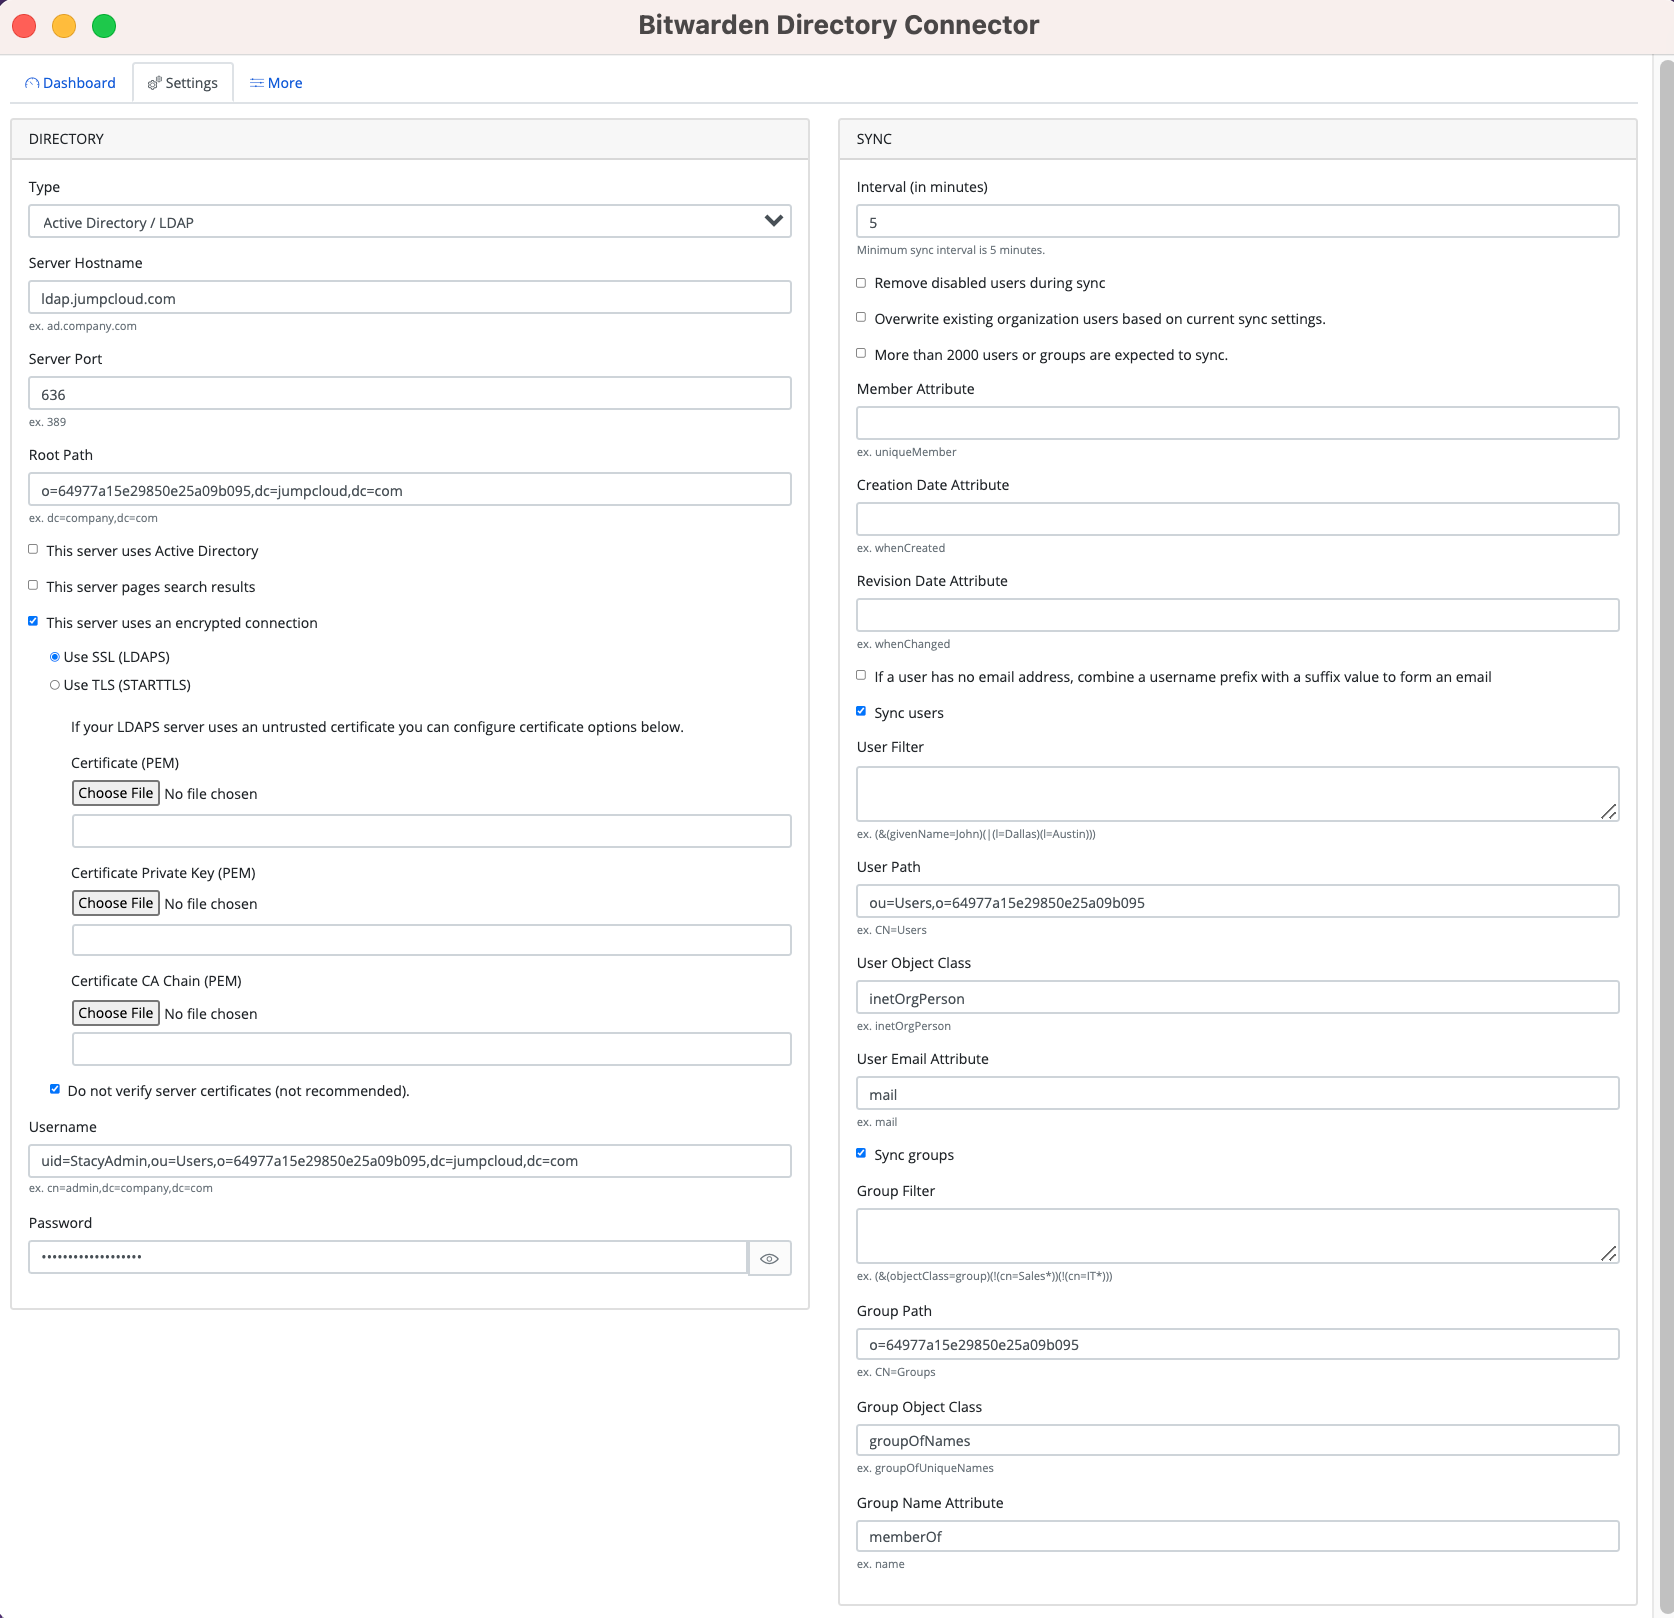 Bitwarden Directory Connector
Dashboard
Settings
More
DIRECTORY
Type
Active Directory / LDAP
Server Hostname
ldap.jumpcloud.com
ex. ad.company.com
Server Port
636
ex. 389
Root Path
o=64977a15e29850e25a09b095,dc=jumpcloud,dc=com
ex. dc=company,dc=com
This server uses Active Directory
This server pages search results
This server uses an encrypted connection
Use SSL (LDAPS)
Use TLS (STARTTLS)
If your LDAPS server uses an untrusted certificate you can configure certificate options below.
Certificate (PEM)
Choose File No file chosen
Certificate Private Key (PEM)
Choose File No file chosen
Certificate CA Chain (PEM)
Choose File No file chosen
Do not verify server certificates (not recommended).
Username
uid=StacyAdmin,ou=Users,o=64977a15e29850e25a09b095,dc=jumpcloud,dc=com
ex. cn=admin,dc=company,dc=com
Password
•••••••••••••••••••
SYNC
Interval (in minutes)
5
Minimum sync interval is 5 minutes.
Remove disabled users during sync
Overwrite existing organization users based on current sync settings.
More than 2000 users or groups are expected to sync.
Member Attribute
ex. uniqueMember
Creation Date Attribute
ex. whenCreated
Revision Date Attribute
ex. whenChanged
If a user has no email address, combine a username prefix with a suffix value to form an email
Sync users
User Filter
ex. (&(givenName=John)(|(l=Dallas)(l=Austin)))
User Path
ou=Users,o=64977a15e29850e25a09b095
ex. CN=Users
User Object Class
inetOrgPerson
ex. inetOrgPerson
User Email Attribute
mail
ex. mail
Sync groups
Group Filter
ex. (&(objectClass=group)(!(cn=Sales*))(!(cn=IT*)))
Group Path
o=64977a15e29850e25a09b095
ex. CN=Groups
Group Object Class
groupOfNames
ex. groupOfUniqueNames
Group Name Attribute
memberOf
ex. name